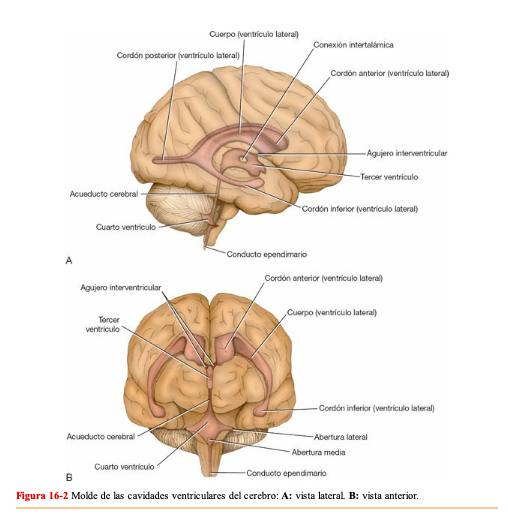 Cuerpo (ventrículo lateral)
Conexión intertalámica
Cordón posterior (ventrículo lateral)
Cordón anterior (ventrículo lateral)
Agujero interventricular
Tercer ventrículo
Acueducto cerebral
Cordón inferior (ventrículo lateral)
Cuarto ventrículo
Conducto ependimario
A
Cordón anterior (ventrículo lateral)
Agujero interventricular
Cuerpo (ventrículo lateral)
Tercer
ventrículo
Cordón inferior (ventrículo lateral)
Acueducto cerebral
Abertura lateral
Abertura media
Cuarto ventrículo
Conducto ependimario
B
Figura 16-2 Molde de las cavidades ventriculares del cerebro: A: vista lateral. B: vista anterior.